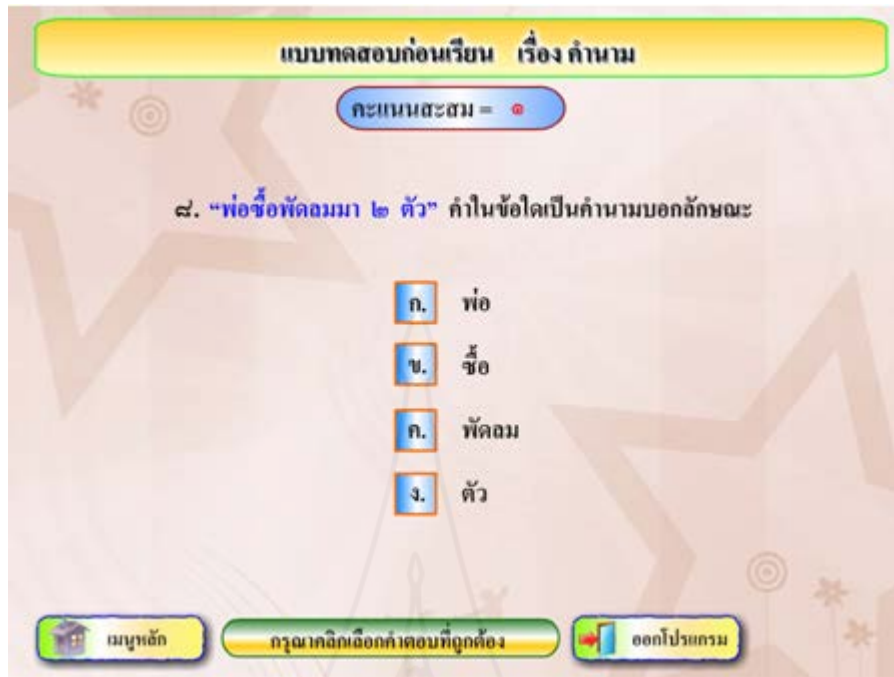 แบบทดสอบก่อนเรียน เรื่อง คำนาม
คะแนนสะสม = ๑
๘. “พ่อซื้อพัดลมมา ๒ ตัว” คำในข้อใดเป็นคำนามบอกลักษณะ
ก. พ่อ
ข. ซื้อ
ค. พัดลม
ง. ตัว
เมนูหลัก
กรุณาคลิกเลือกคำตอบที่ถูกต้อง
ออกโปรแกรม